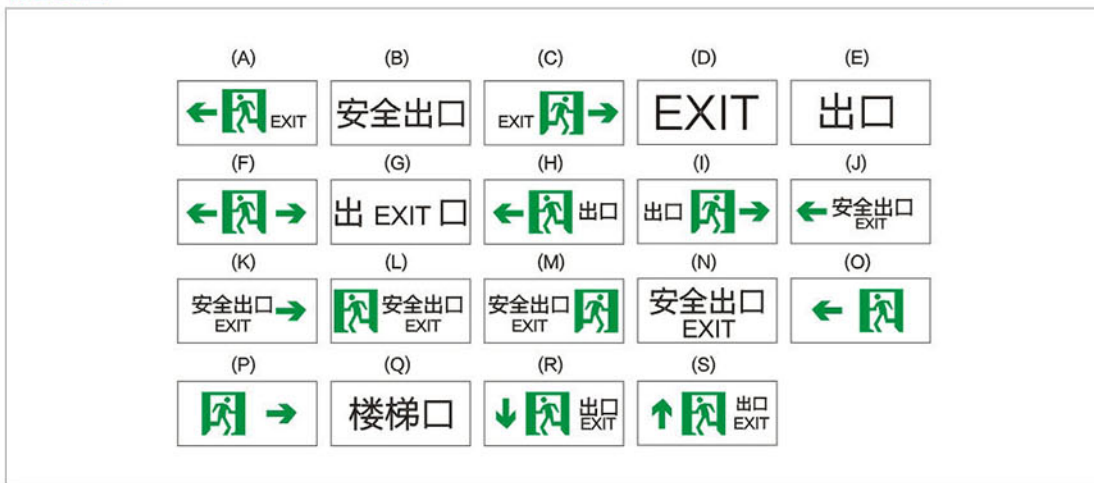 (A) (B) (C) (D) (E)
EXIT 安全出口 EXIT EXIT 出口
(F) (G) (H) (I) (J)
出 EXIT 口 出口 出口 安全出口
EXIT
(K) (L) (M) (N) (O)
安全出口 安全出口 安全出口 安全出口
EXIT EXIT EXIT EXIT
(P) (Q) (R) (S)
楼梯口 出口 出口
EXIT EXIT